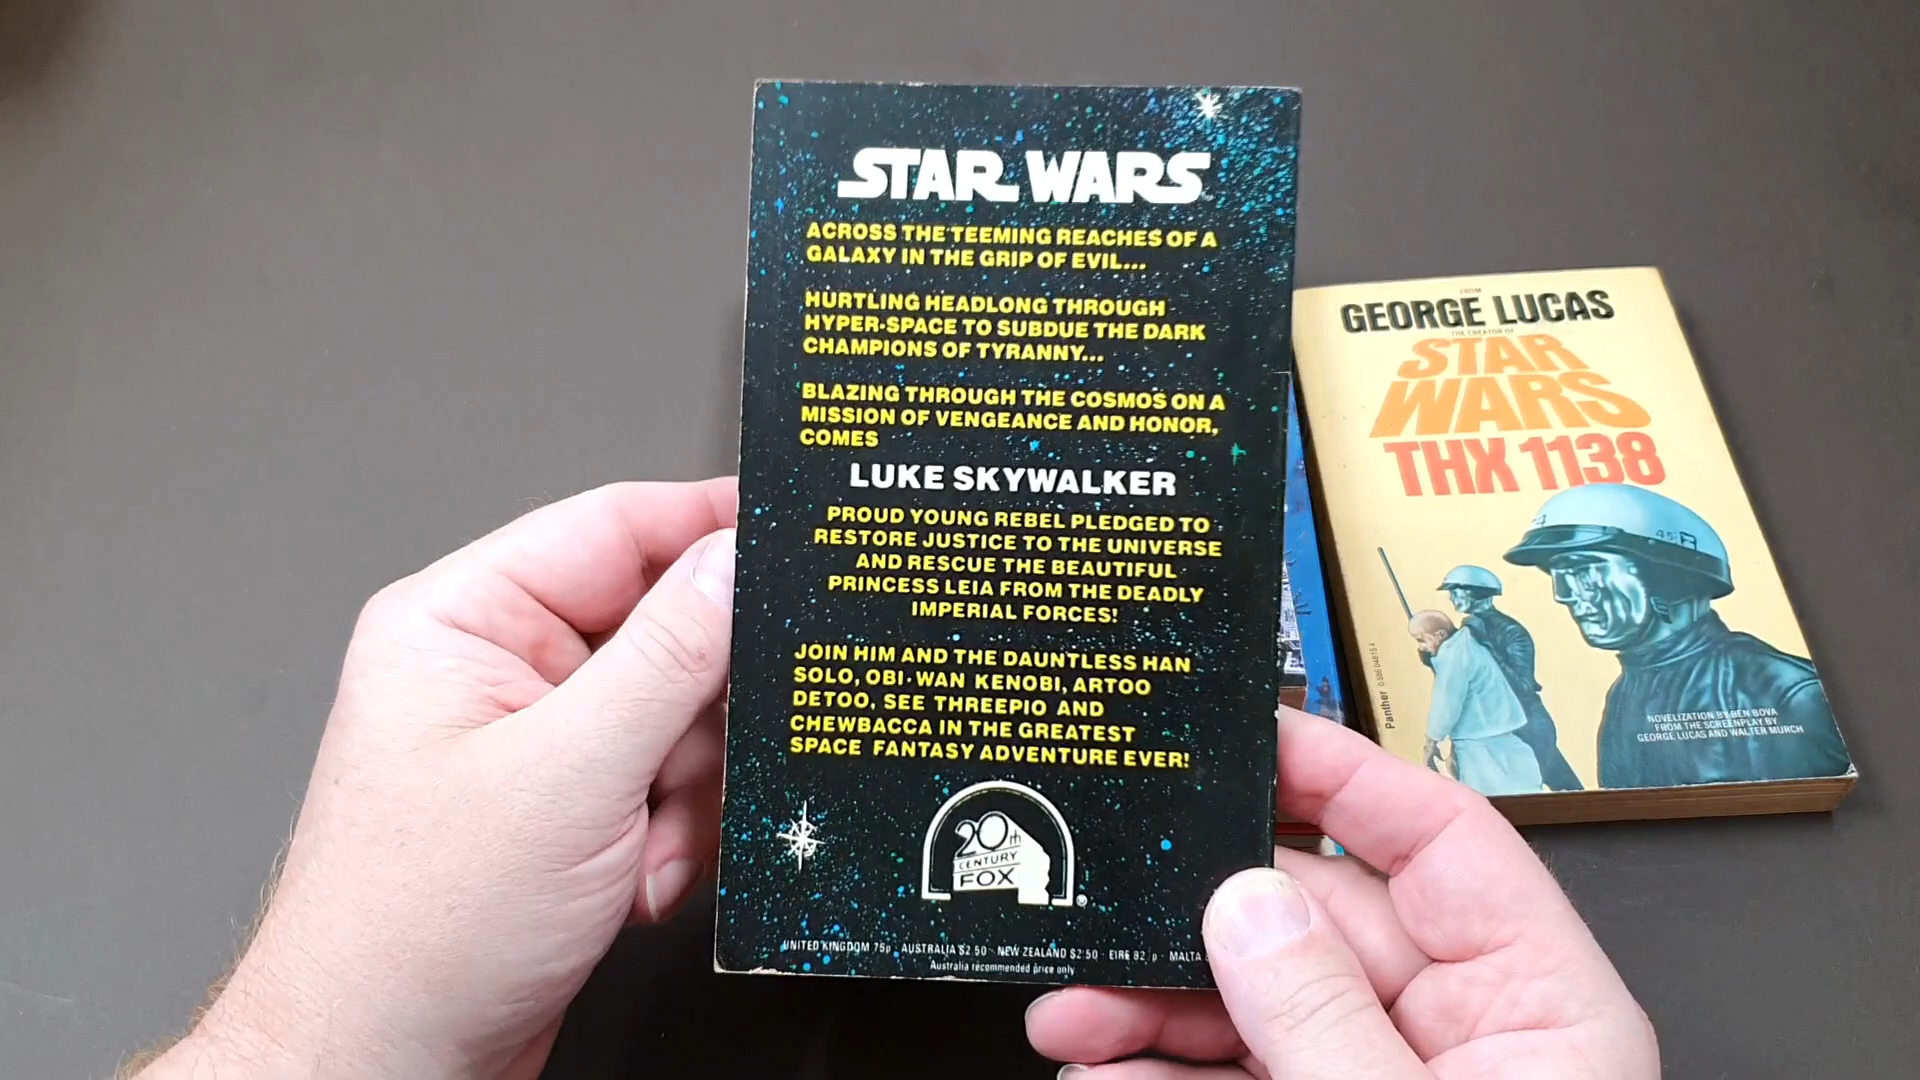 STAR WARS
ACROSS THE TEEMING REACHES OF A
GALAXY IN THE GRIP OF EVIL...
HURTLING HEADLONG THROUGH
HYPER-SPACE TO SUBDUE THE DARK
CHAMPIONS OF TYRANNY...
BLAZING THROUGH THE COSMOS ON A
MISSION OF VENGEANCE AND HONOR,
COMES
LUKE SKYWALKER
PROUD YOUNG REBEL PLEDGED TO
RESTORE JUSTICE TO THE UNIVERSE
AND RESCUE THE BEAUTIFUL
PRINCESS LEIA FROM THE DEADLY
IMPERIAL FORCES!
JOIN HIM AND THE DAUNTLESS HAN
SOLO, OBI-WAN KENOBI, ARTOO
DETOO, SEE THREEPIO AND
CHEWBACCA IN THE GREATEST
SPACE FANTASY ADVENTURE EVER!
20th
CENTURY
FOX
®
UNITED KINGDOM 75p · AUSTRALIA $2.50 · NEW ZEALAND $2.50 · EIRE 82 p · MALTA
Australia recommended price only
FROM
GEORGE LUCAS
THE CREATOR OF
STAR
WARS
THX 1138
Panther
NOVELIZATION BY BEN BOVA
FROM THE SCREENPLAY BY
GEORGE LUCAS AND WALTER MURCH